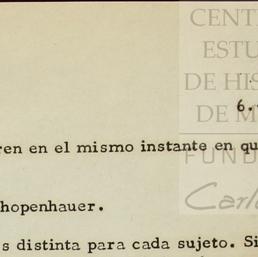 CENT
ESTU
DE HIS
DE M
6.
ren en el mismo instante en qu
FUND
Carl
hopenhauer.
s distinta para cada sujeto. Si